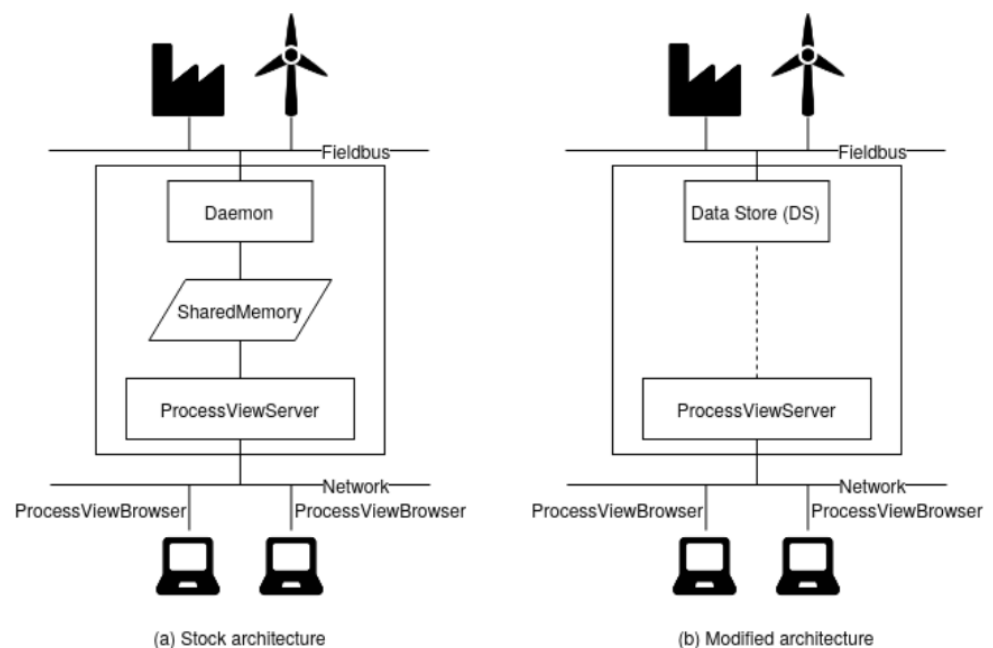 Fieldbus
Daemon
SharedMemory
ProcessViewServer
Network
ProcessViewBrowser
ProcessViewBrowser
(a) Stock architecture
Fieldbus
Data Store (DS)
ProcessViewServer
Network
ProcessViewBrowser
ProcessViewBrowser
(b) Modified architecture